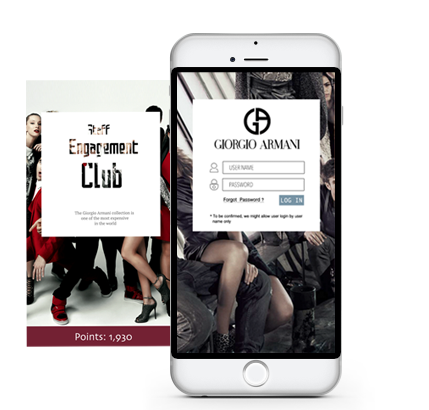 Staff
Engagement
Club
The Giorgio Armani collection is
one of the most expensive
in the world
Points: 1,930
GIORGIO ARMANI
USER NAME
PASSWORD
Forgot Password ?
LOG IN
* To be confirmed, we might allow user login by user
name only